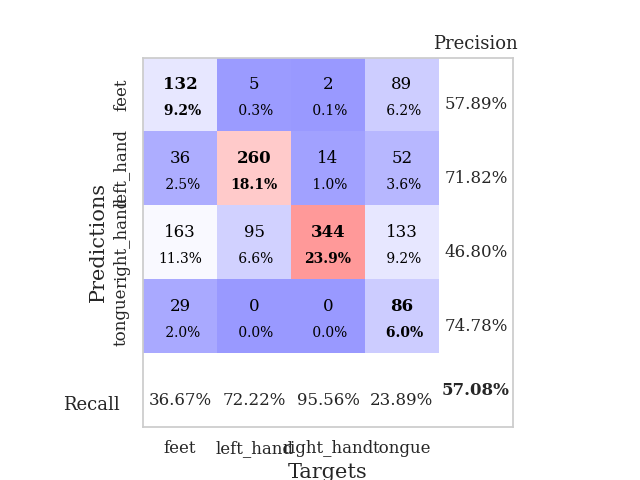 Precision
feet 132 5 2 89 57.89%
9.2% 0.3% 0.1% 6.2%
left_hand 36 260 14 52 71.82%
2.5% 18.1% 1.0% 3.6%
right_hand 163 95 344 133 46.80%
11.3% 6.6% 23.9% 9.2%
tongue 29 0 0 86 74.78%
2.0% 0.0% 0.0% 6.0%
Predictions
Recall 36.67% 72.22% 95.56% 23.89% 57.08%
feet left_hand right_hand tongue
Targets